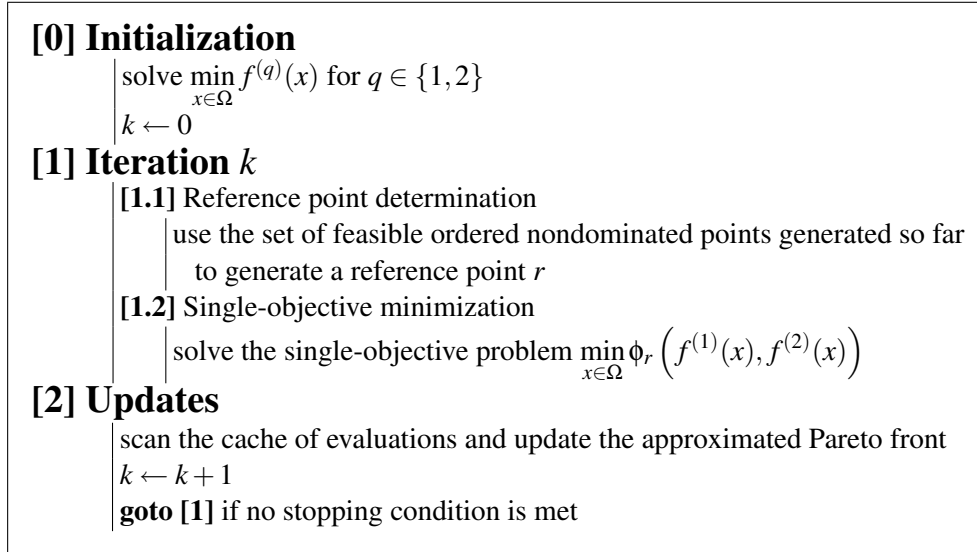 [0] Initialization
solve min f^(q)(x) for q ∈ {1,2}
x∈Ω
k ← 0
[1] Iteration k
[1.1] Reference point determination
use the set of feasible ordered nondominated points generated so far
to generate a reference point r
[1.2] Single-objective minimization
solve the single-objective problem min ϕ_r (f^(1)(x), f^(2)(x))
x∈Ω
[2] Updates
scan the cache of evaluations and update the approximated Pareto front
k ← k + 1
goto [1] if no stopping condition is met